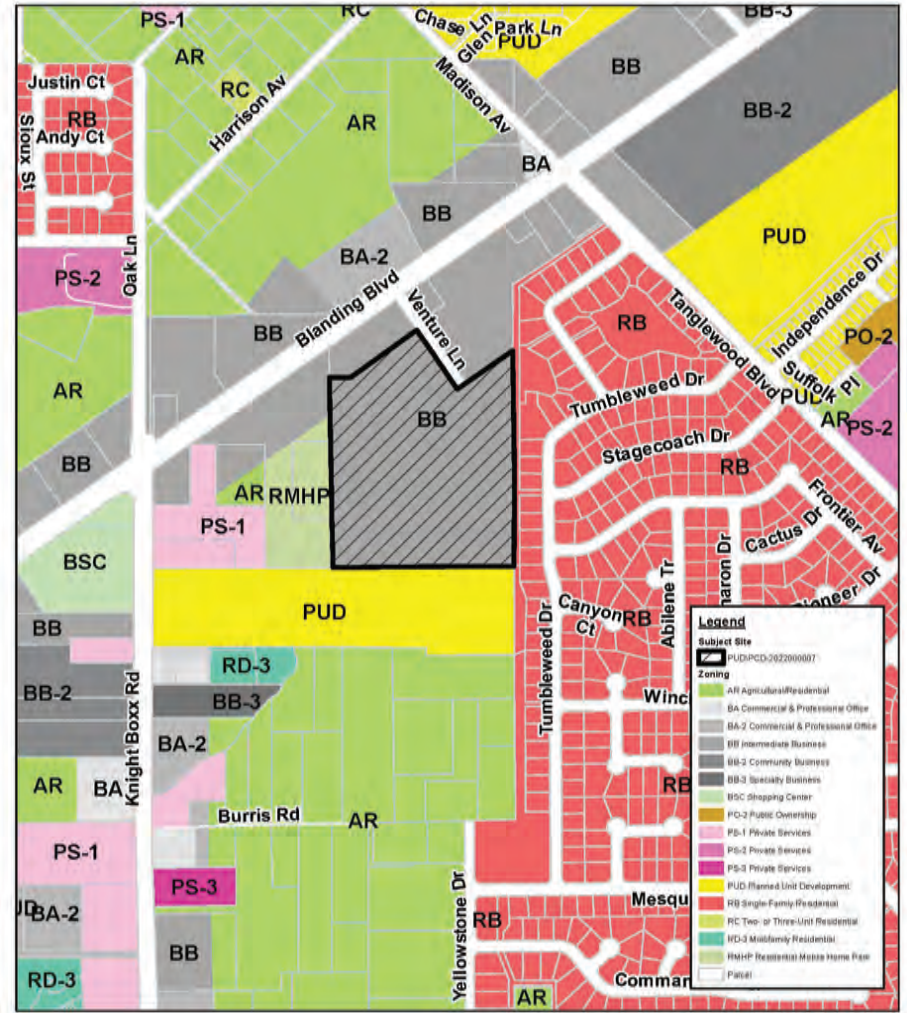 PS-1
RC
Chase Ln
Glen Park Ln
PUD
BB-3
AR
RC
Harrison Av
AR
Madison Av
BB
BB-2
Justin Ct
RB
Andy Ct
Sioux St
BA
BB
PUD
BA-2
Oak Ln
PS-2
Blanding Blvd
Venture Ln
BB
Tanglewood Blvd
Independence Dr
RB
PO-2
AR
Tumbleweed Dr
Suffolk Pl
PUD
AR
PS-2
BB
Stagecoach Dr
RB
BB
AR
RMHP
PS-1
Frontier Av
Cactus Dr
BSC
Abilene Tr
haron Dr
ioneer Dr
PUD
Canyon Ct
RB
BB
RD-3
BB-2
BB-3
Knight Boxx Rd
BA-2
Tumbleweed Dr
Winc
AR
BA
RB
Burris Rd
AR
PS-1
PS-3
BA-2
Yellowstone Dr
RB
Mesqu
BB
RD-3
AR
Comman
Legend
Subject Site
PUD\PCD-2022000007
Zoning
AR Agricultural/Residential
BA Commercial & Professional Office
BA-2 Commercial & Professional Office
BB Intermediate Business
BB-2 Community Business
BB-3 Specialty Business
BSC Shopping Center
PO-2 Public Ownership
PS-1 Private Services
PS-2 Private Services
PS-3 Private Services
PUD Planned Unit Development
RB Single-Family Residential
RC Two- or Three-Unit Residential
RD-3 Multifamily Residential
RMHP Residential Mobile Home Park
Parcel